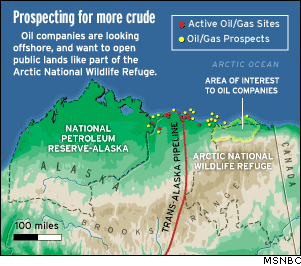 Prospecting for more crude
Oil companies are looking
offshore, and want to open
public lands like part of the
Arctic National Wildlife Refuge.
Active Oil/Gas Sites
Oil/Gas Prospects
ARCTIC OCEAN
AREA OF INTEREST
TO OIL COMPANIES
NATIONAL
PETROLEUM
RESERVE-ALASKA
TRANS-ALASKA PIPELINE
ARCTIC NATIONAL
WILDLIFE REFUGE
CANADA
ALASKA
BROOKS RANGE
100 miles
MSNBC